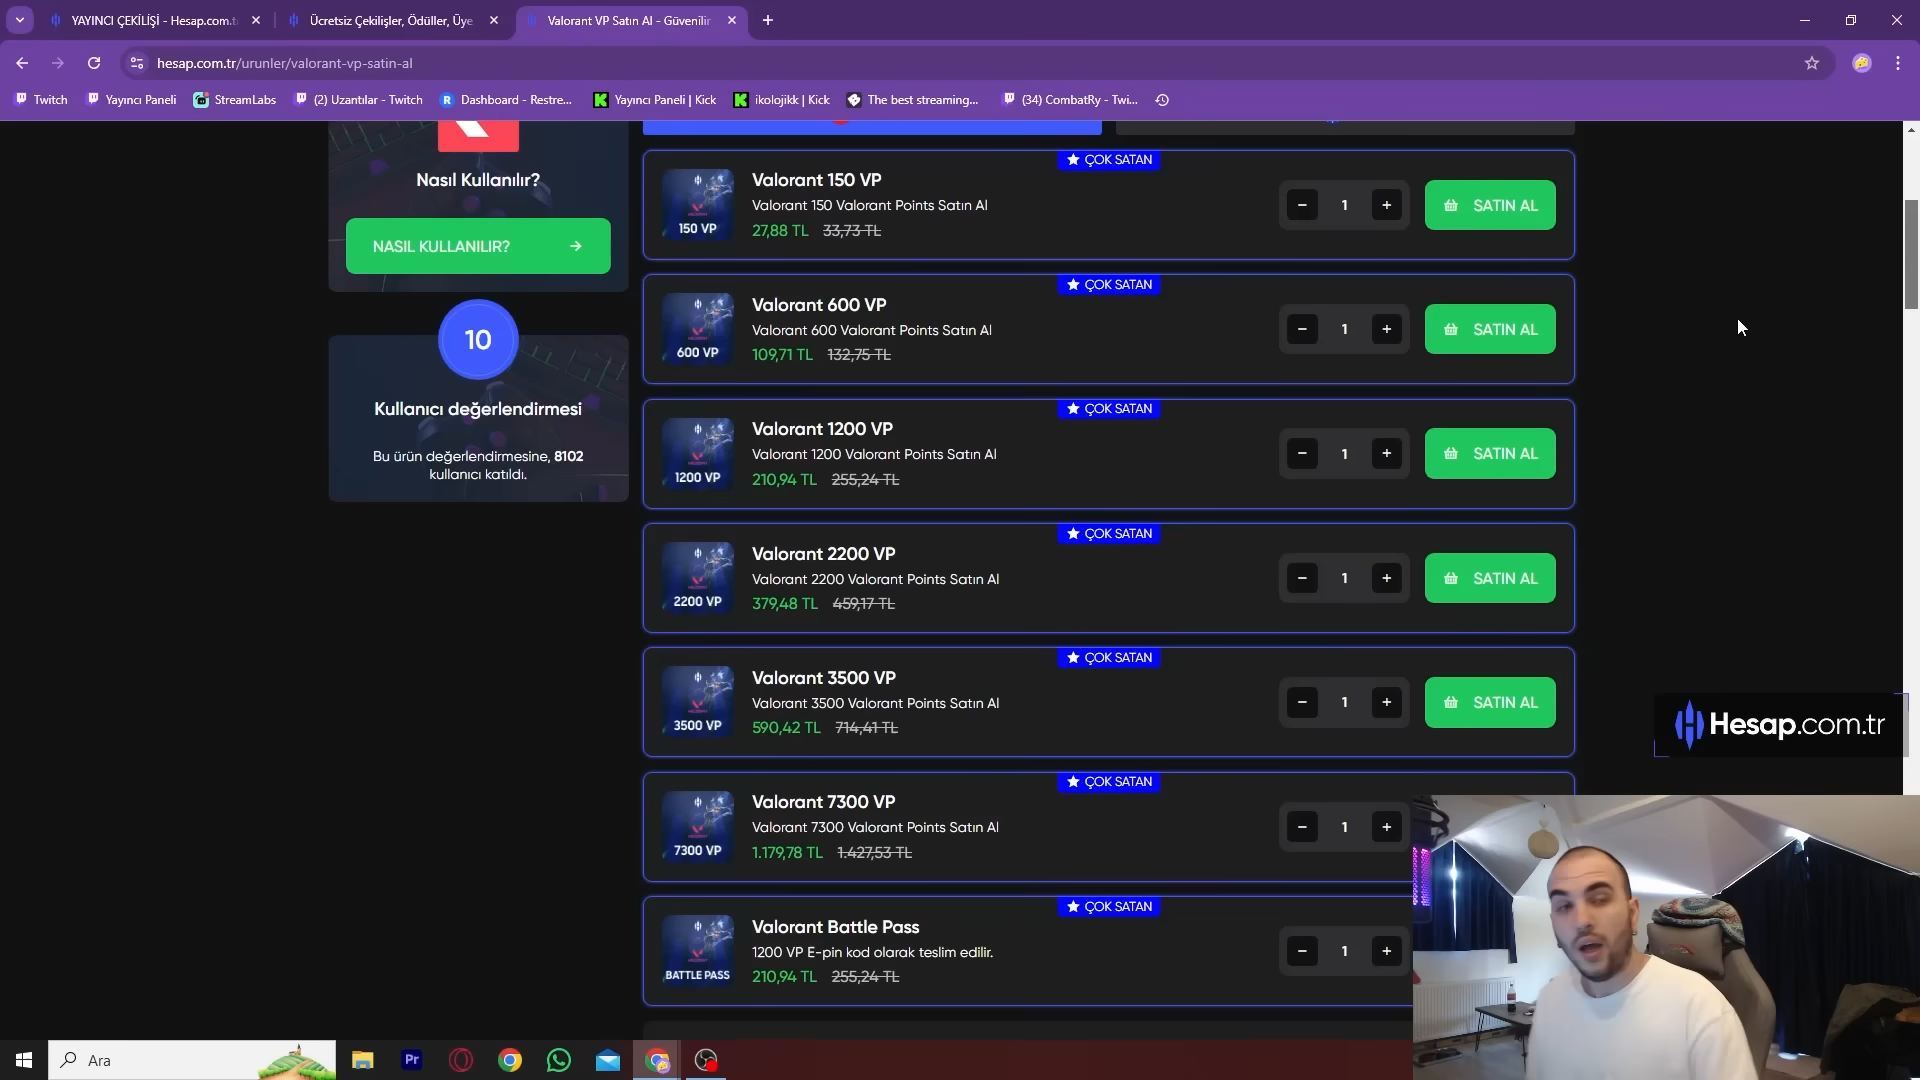 YAYINCI ÇEKİLİŞİ - Hesap.com.t
Ücretsiz Çekilişler, Ödüller, Üye
Valorant VP Satın Al - Güvenilir
hesap.com.tr/urunler/valorant-vp-satin-al
Twitch
Yayıncı Paneli
StreamLabs
(2) Uzantılar - Twitch
Dashboard - Restre...
Yayıncı Paneli | Kick
ikolojikk | Kick
The best streaming...
(34) CombatRy - Twi...
Nasıl Kullanılır?
NASIL KULLANILIR?
10
Kullanıcı değerlendirmesi
Bu ürün değerlendirmesine, 8102
kullanıcı katıldı.
ÇOK SATAN
150 VP
Valorant 150 VP
Valorant 150 Valorant Points Satın Al
27,88 TL 33,73 TL
1
SATIN AL
ÇOK SATAN
600 VP
Valorant 600 VP
Valorant 600 Valorant Points Satın Al
109,71 TL 132,75 TL
1
SATIN AL
ÇOK SATAN
1200 VP
Valorant 1200 VP
Valorant 1200 Valorant Points Satın Al
210,94 TL 255,24 TL
1
SATIN AL
ÇOK SATAN
2200 VP
Valorant 2200 VP
Valorant 2200 Valorant Points Satın Al
379,48 TL 459,17 TL
1
SATIN AL
ÇOK SATAN
3500 VP
Valorant 3500 VP
Valorant 3500 Valorant Points Satın Al
590,42 TL 714,41 TL
1
SATIN AL
ÇOK SATAN
7300 VP
Valorant 7300 VP
Valorant 7300 Valorant Points Satın Al
1.179,78 TL 1.427,53 TL
1
ÇOK SATAN
BATTLE PASS
Valorant Battle Pass
1200 VP E-pin kod olarak teslim edilir.
210,94 TL 255,24 TL
1
Hesap.com.tr
Ara
Pr